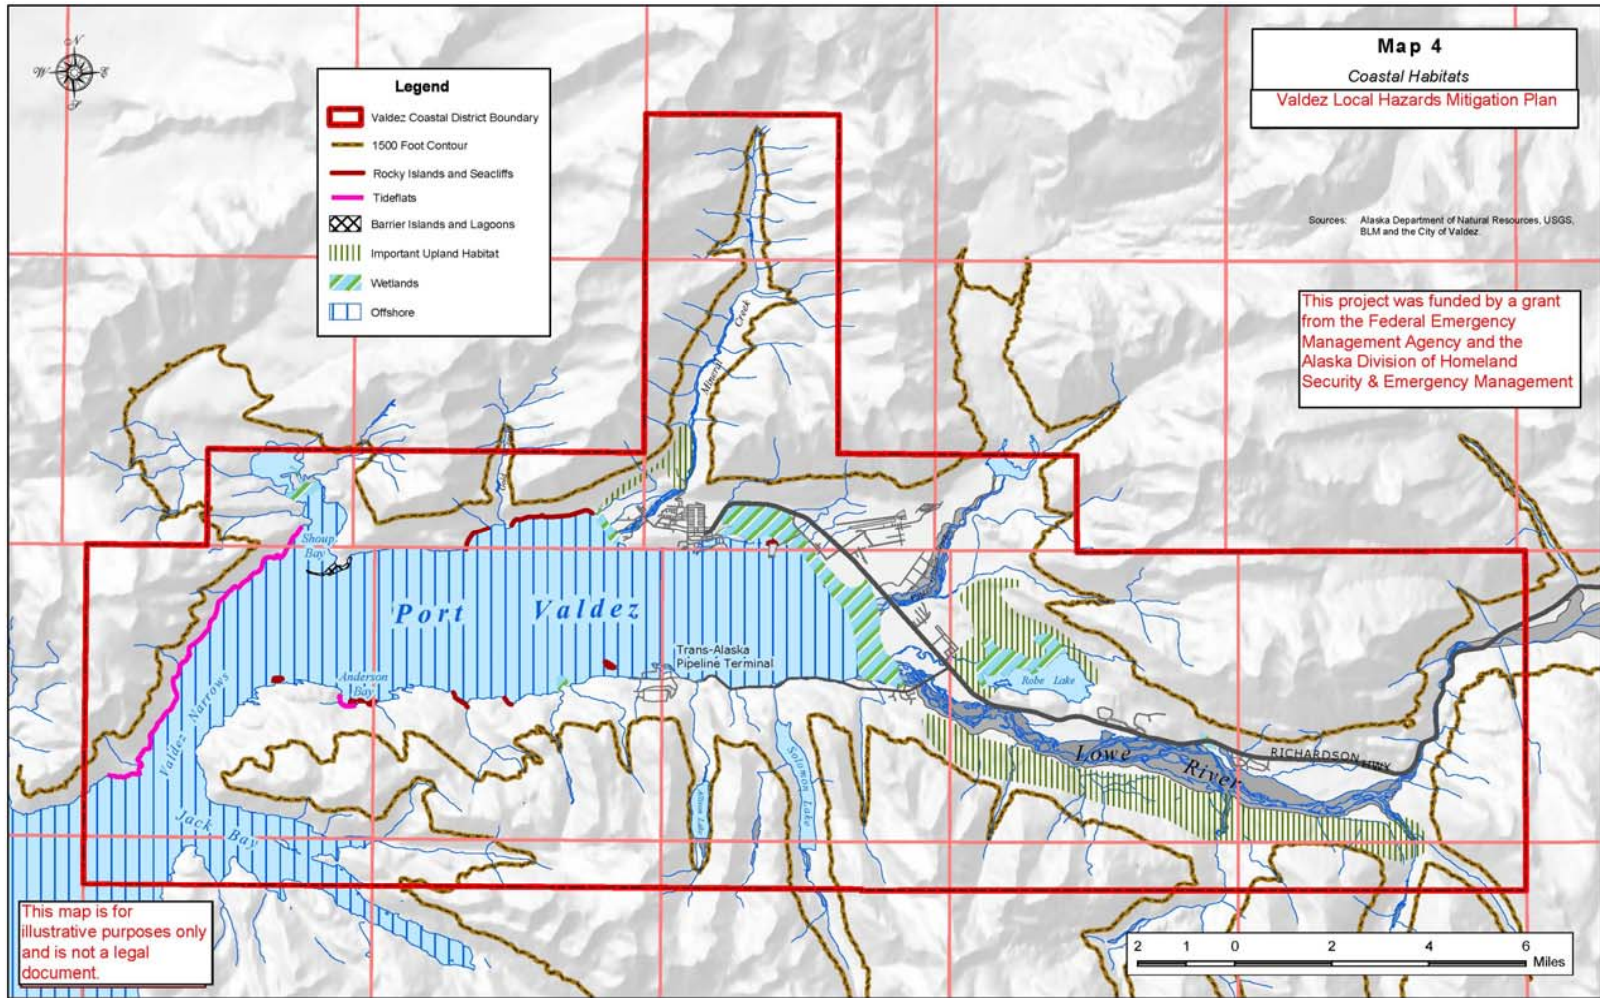 N
W
E
S
Legend
Valdez Coastal District Boundary
1500 Foot Contour
Rocky Islands and Seacliffs
Tideflats
Barrier Islands and Lagoons
Important Upland Habitat
Wetlands
Offshore
Map 4
Coastal Habitats
Valdez Local Hazards Mitigation Plan
Sources: Alaska Department of Natural Resources, USGS,
BLM and the City of Valdez.
This project was funded by a grant
from the Federal Emergency
Management Agency and the
Alaska Division of Homeland
Security & Emergency Management
Mineral Creek
Shoup
Bay
Port Valdez
Trans-Alaska
Pipeline Terminal
Anderson
Bay
Valdez Narrows
Jack Bay
Robe Lake
Solomon Lake
Allison Lake
Lowe River
RICHARDSON HWY
This map is for
illustrative purposes only
and is not a legal
document.
2 1 0 2 4 6
Miles